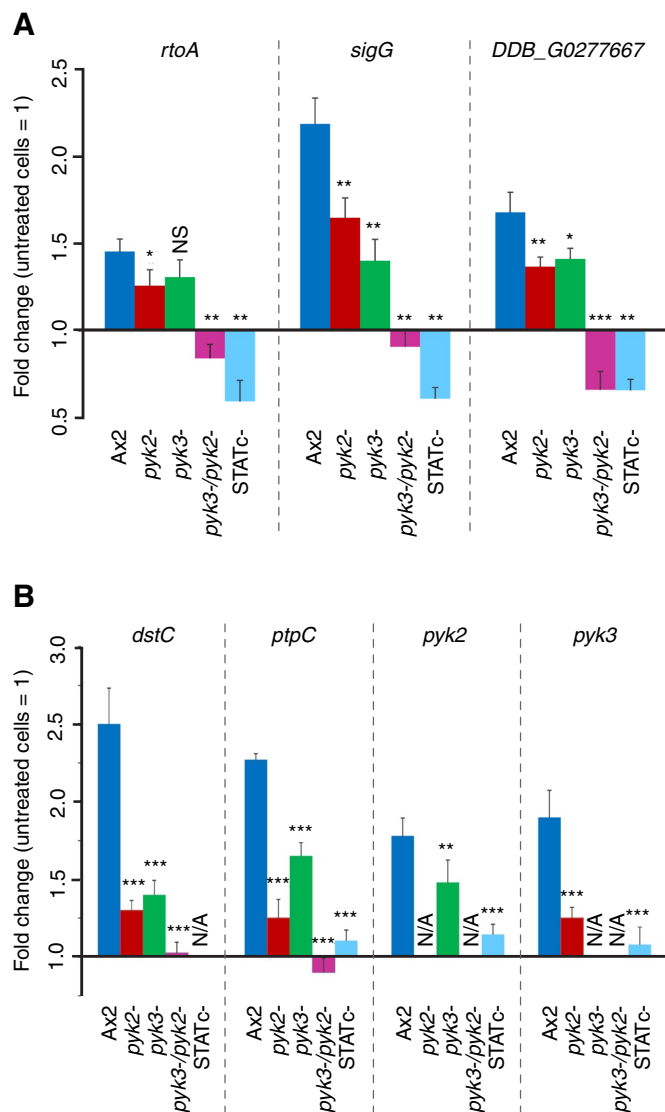 A
rtoA sigG DDB_G0277667
Fold change (untreated cells = 1)
2.5
2.0
1.5
1.0
0.5
* NS ** **
** ** ** **
** * *** **
Ax2 pyk2- pyk3- pyk3-/pyk2- STATc- Ax2 pyk2- pyk3- pyk3-/pyk2- STATc- Ax2 pyk2- pyk3- pyk3-/pyk2- STATc-
B
dstC ptpC pyk2 pyk3
Fold change (untreated cells = 1)
3.0
2.5
2.0
1.5
1.0
*** *** *** N/A
*** *** *** ***
N/A ** N/A ***
*** N/A N/A ***
Ax2 pyk2- pyk3- pyk3-/pyk2- STATc- Ax2 pyk2- pyk3- pyk3-/pyk2- STATc- Ax2 pyk2- pyk3- pyk3-/pyk2- STATc- Ax2 pyk2- pyk3- pyk3-/pyk2- STATc-